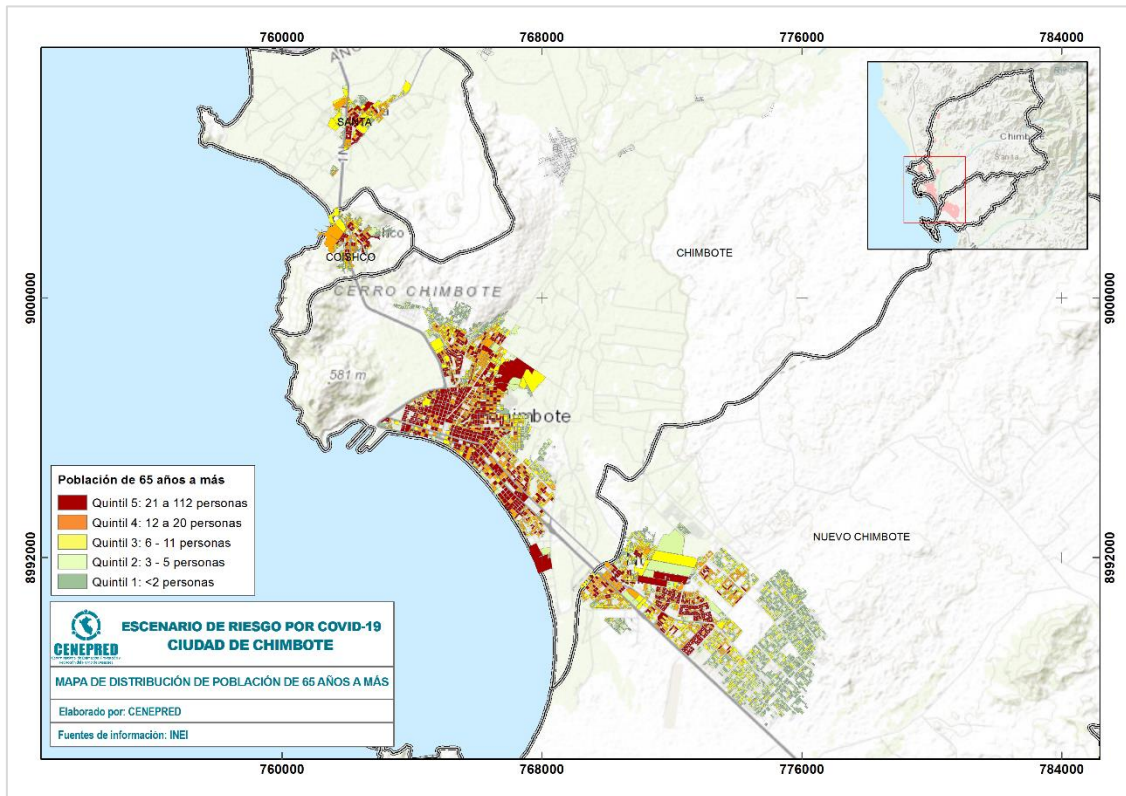 760000
768000
776000
784000
SANTA
COISHCO
CERRO CHIMBOTE
581 m
CHIMBOTE
NUEVO CHIMBOTE
9000000
9000000
8992000
8992000
Población de 65 años a más
Quintil 5: 21 a 112 personas
Quintil 4: 12 a 20 personas
Quintil 3: 6 - 11 personas
Quintil 2: 3 - 5 personas
Quintil 1: <2 personas
CENEPRED
ESCENARIO DE RIESGO POR COVID-19
CIUDAD DE CHIMBOTE
MAPA DE DISTRIBUCIÓN DE POBLACIÓN DE 65 AÑOS A MÁS
Elaborado por: CENEPRED
Fuentes de información: INEI
760000
768000
776000
784000